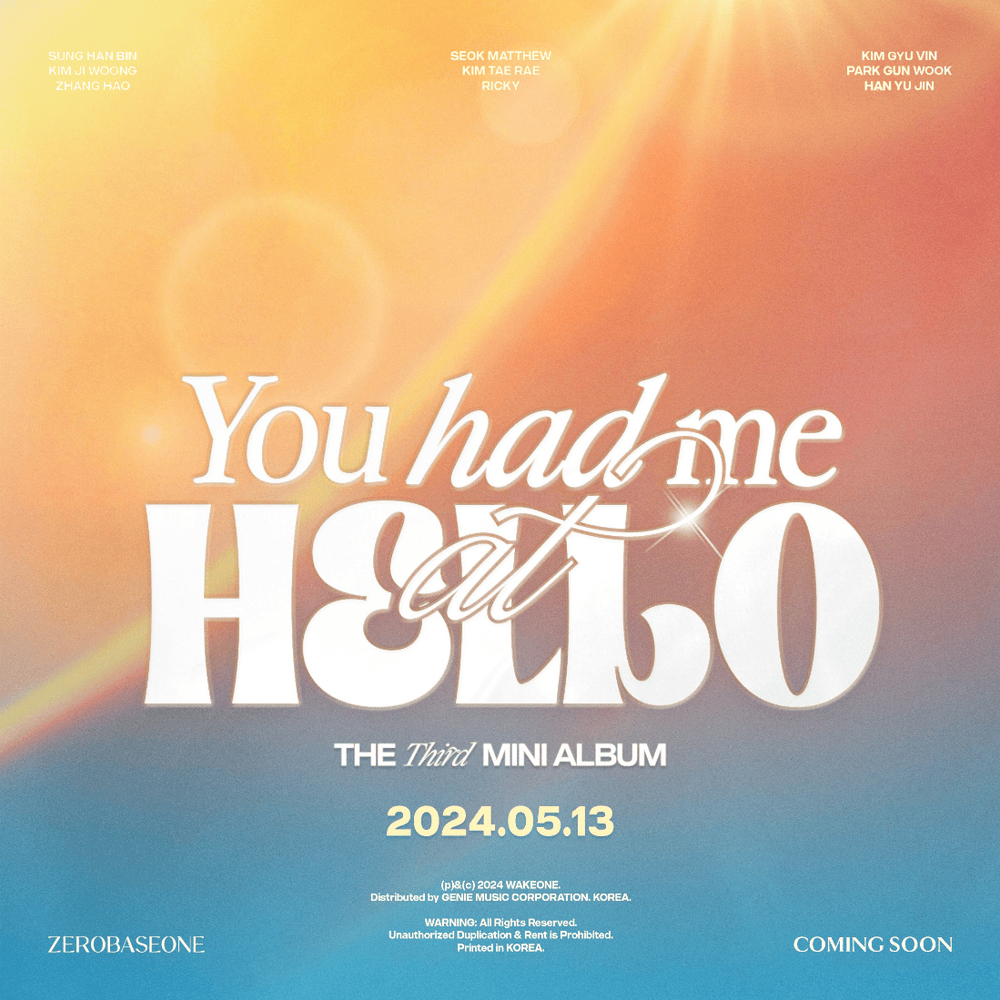 SUNG HAN BIN
KIM JI WOONG
ZHANG HAO
SEOK MATTHEW
KIM TAE RAE
RICKY
KIM GYU VIN
PARK GUN WOOK
HAN YU JIN
You had me
at
HELLO
THE Third MINI ALBUM
2024.05.13
(p)&(c) 2024 WAKEONE.
Distributed by GENIE MUSIC CORPORATION. KOREA.
WARNING: All Rights Reserved.
Unauthorized Duplication & Rent is Prohibited.
Printed in KOREA.
ZEROBASEONE
COMING SOON